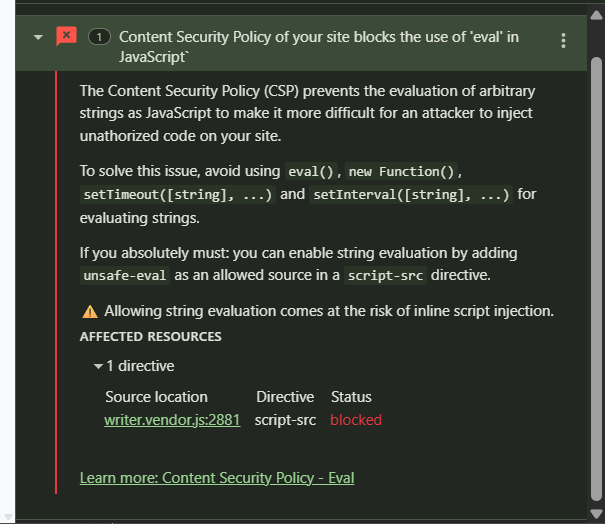 1 Content Security Policy of your site blocks the use of 'eval' in
JavaScript`
The Content Security Policy (CSP) prevents the evaluation of arbitrary
strings as JavaScript to make it more difficult for an attacker to inject
unathorized code on your site.
To solve this issue, avoid using eval(), new Function(),
setTimeout([string], ...) and setInterval([string], ...) for
evaluating strings.
If you absolutely must: you can enable string evaluation by adding
unsafe-eval as an allowed source in a script-src directive.
Allowing string evaluation comes at the risk of inline script injection.
AFFECTED RESOURCES
1 directive
Source location Directive Status
writer.vendor.js:2881 script-src blocked
Learn more: Content Security Policy - Eval